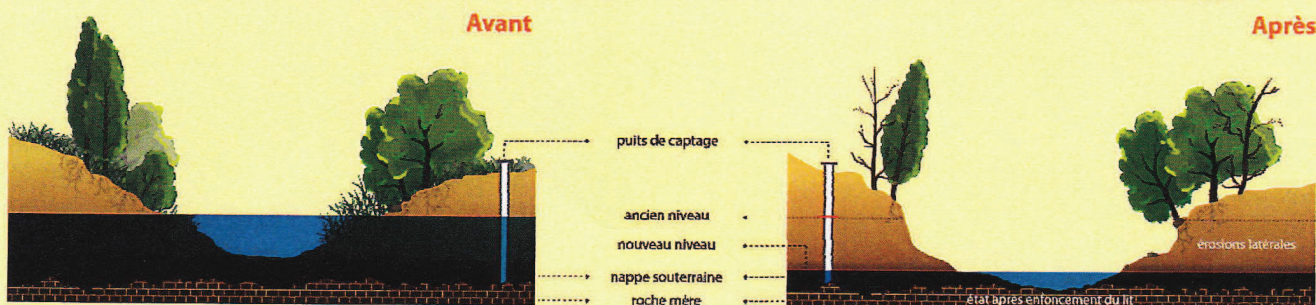 Avant
Après
puits de captage
ancien niveau
nouveau niveau
nappe souterraine
roche mère
érosions latérales
état après enfoncement du lit